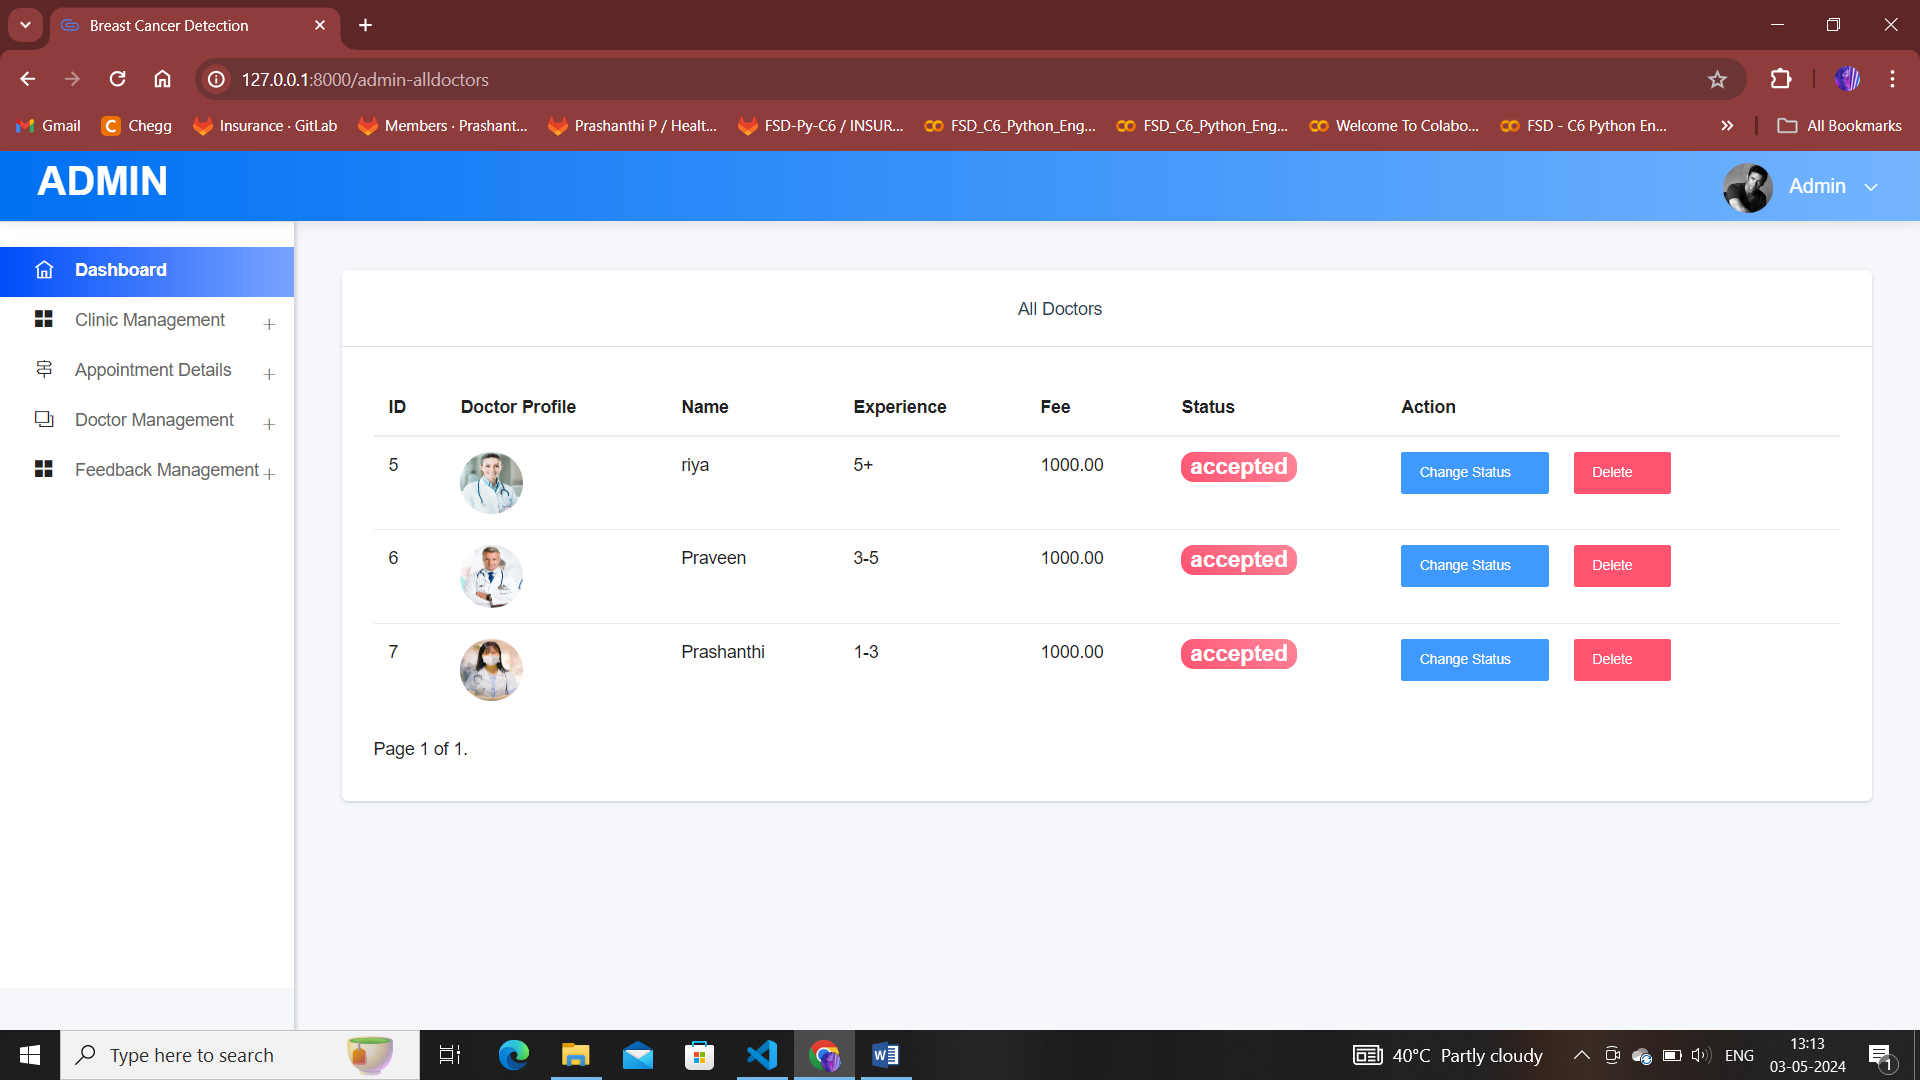 Breast Cancer Detection
127.0.0.1:8000/admin-alldoctors
Gmail
Chegg
Insurance · GitLab
Members · Prashant...
Prashanthi P / Healt...
FSD-Py-C6 / INSUR...
FSD_C6_Python_Eng...
FSD_C6_Python_Eng...
Welcome To Colabo...
FSD - C6 Python En...
All Bookmarks
ADMIN
Admin
Dashboard
Clinic Management +
Appointment Details +
Doctor Management +
Feedback Management +
All Doctors
ID Doctor Profile Name Experience Fee Status Action
5 riya 5+ 1000.00 accepted Change Status Delete
6 Praveen 3-5 1000.00 accepted Change Status Delete
7 Prashanthi 1-3 1000.00 accepted Change Status Delete
Page 1 of 1.
Type here to search
40°C Partly cloudy
ENG
13:13
03-05-2024
1